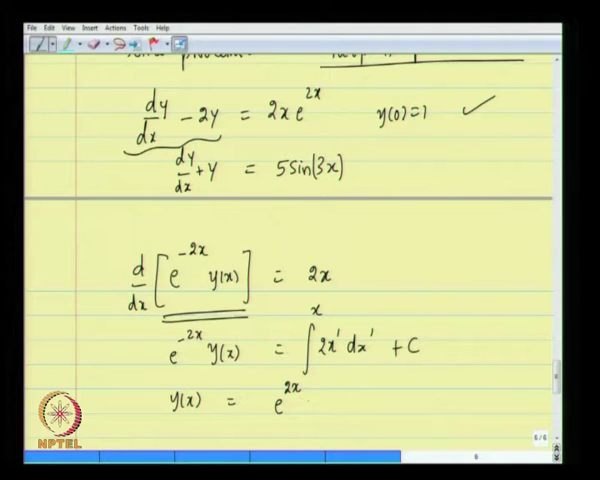 File Edit View Insert Actions Tools Help
dy/dx - 2y = 2x e^{2x} y(0)=1 ✓
dy/dx + y = 5 sin(3x)
d/dx [e^{-2x} y(x)] = 2x
e^{-2x} y(x) = ∫^x 2x' dx' + C
y(x) = e^{2x}
NPTEL
6/6
6